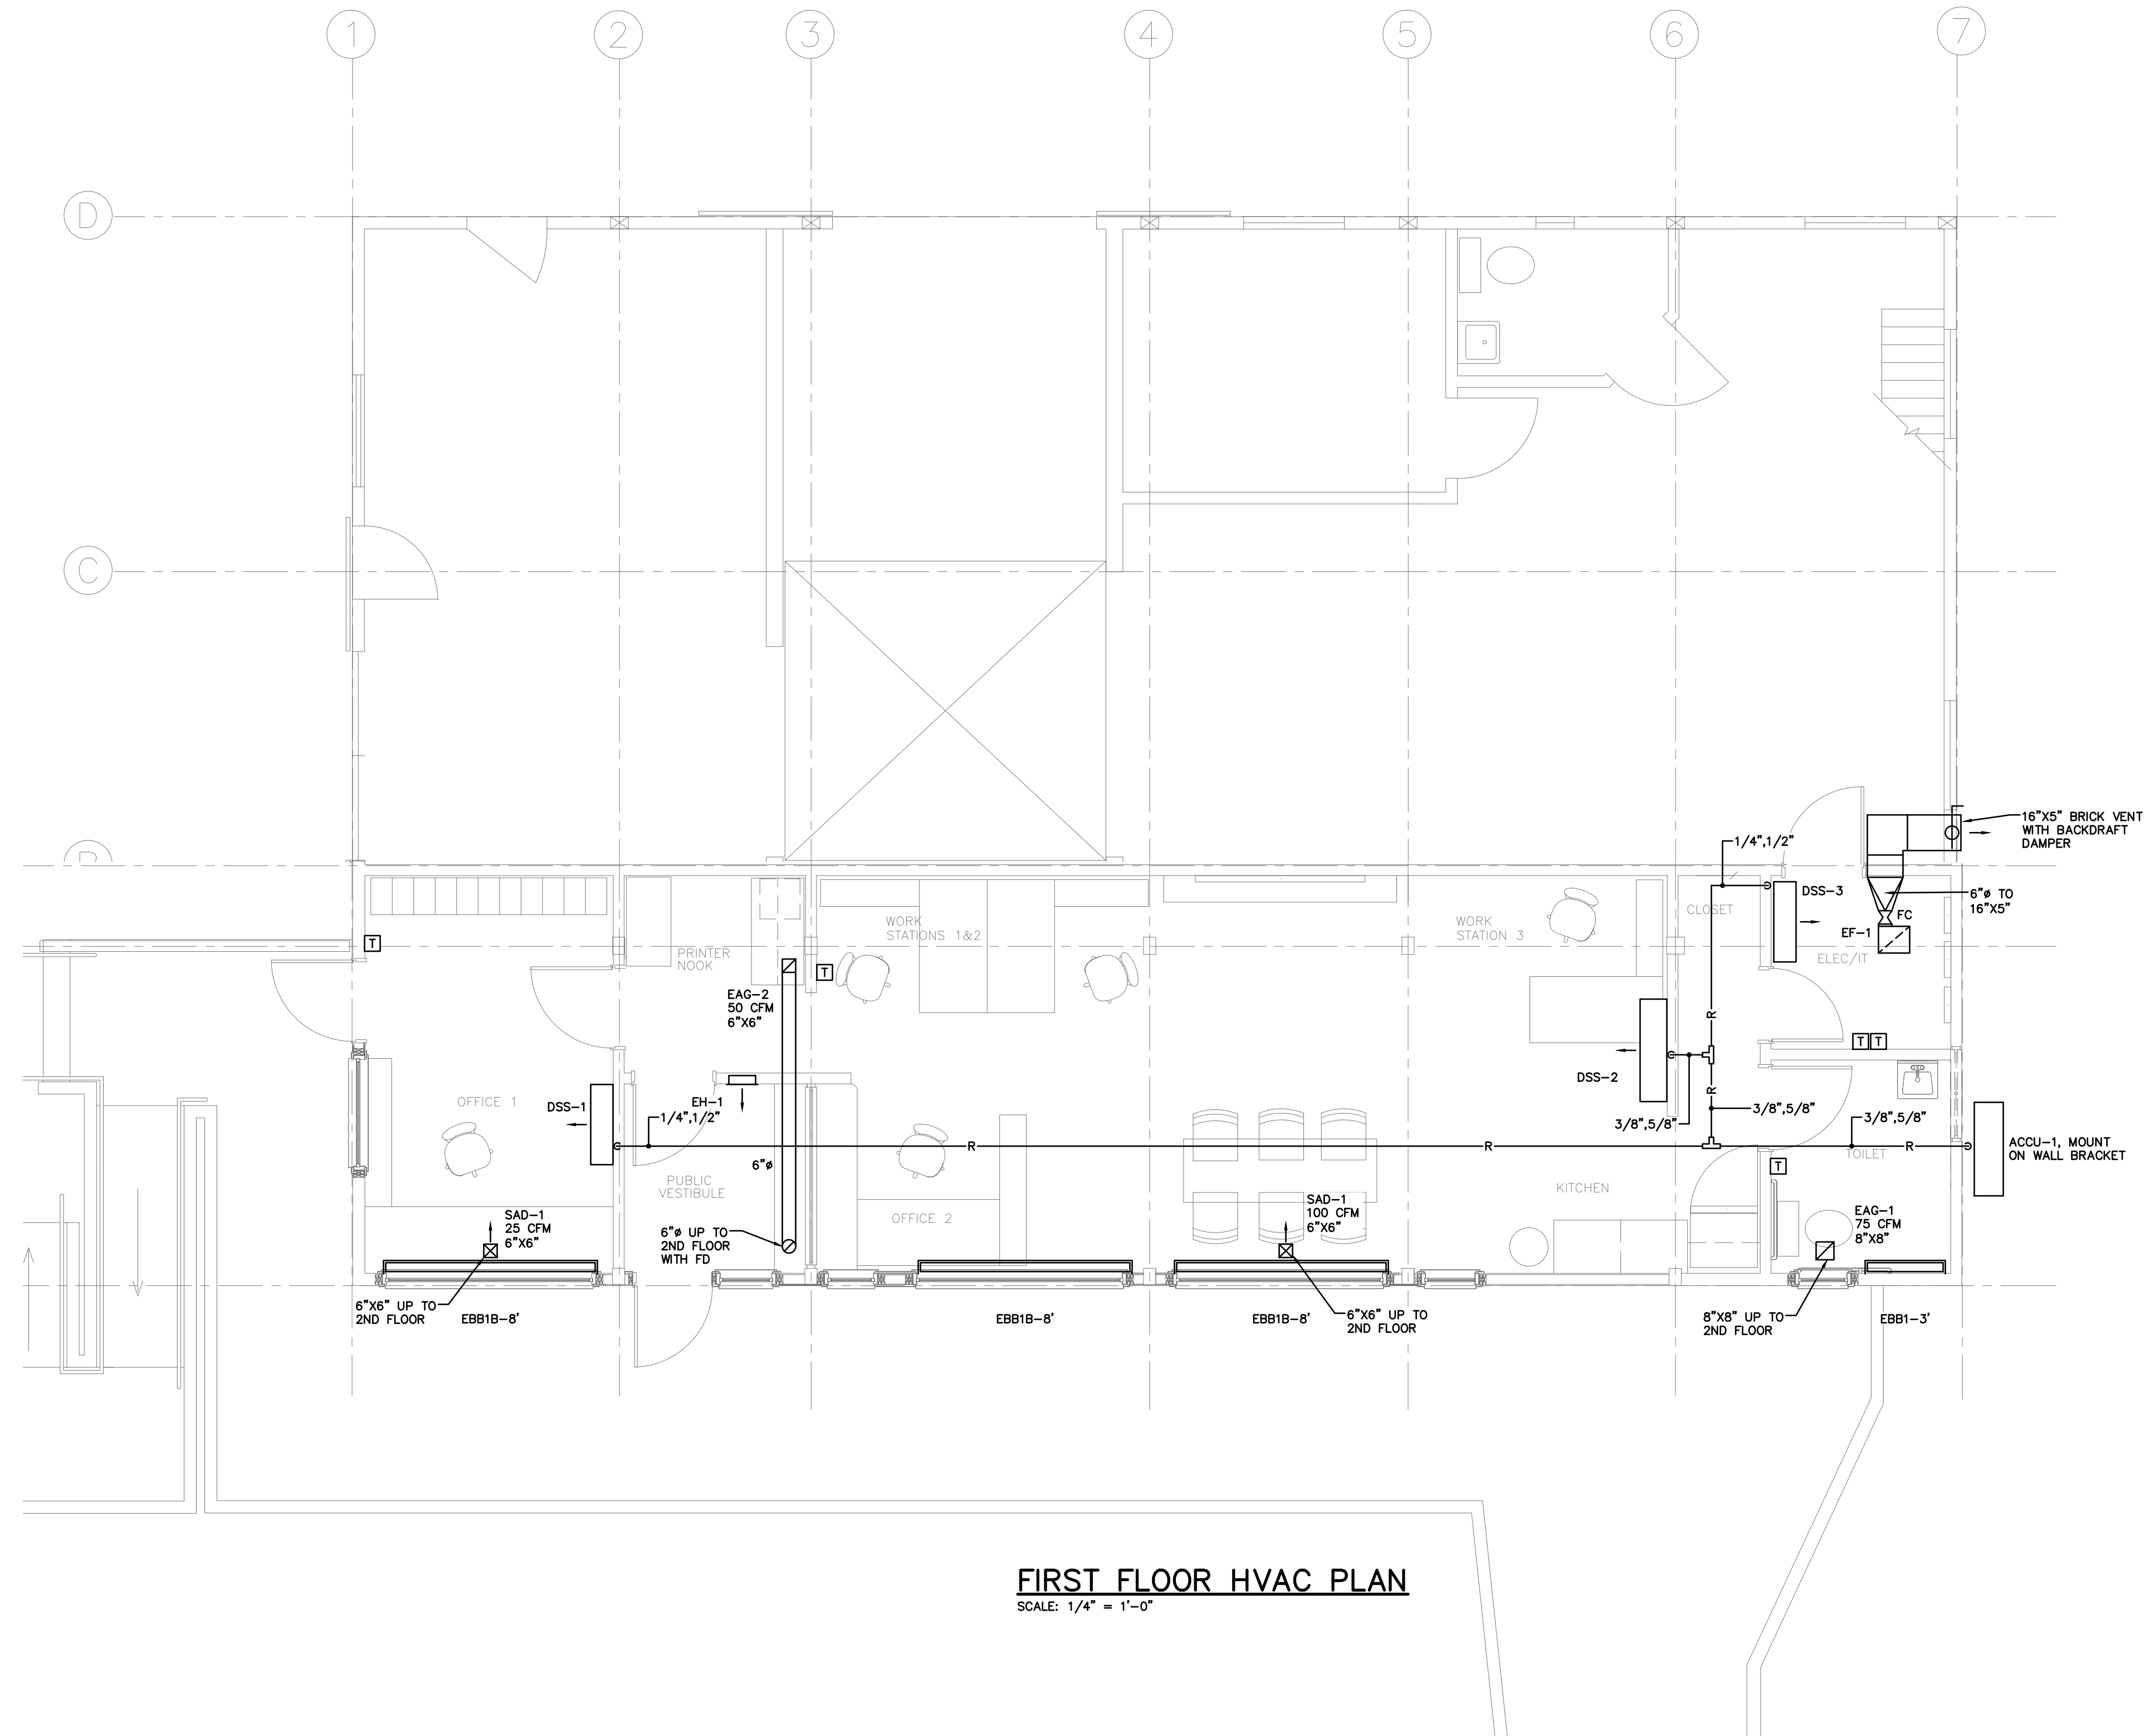 1
2
3
4
5
6
7
D
C
16"X5" BRICK VENT
WITH BACKDRAFT
DAMPER
1/4",1/2"
DSS-3
6"ø TO
16"X5"
FC
EF-1
CLOSET
ELEC/IT
WORK
STATIONS 1&2
WORK
STATION 3
PRINTER
NOOK
T
T
EAG-2
50 CFM
6"X6"
R
T T
DSS-2
OFFICE 1
DSS-1
EH-1
1/4",1/2"
R
3/8",5/8"
3/8",5/8"
3/8",5/8"
R
R
R
ACCU-1, MOUNT
ON WALL BRACKET
TOILET
6"ø
T
PUBLIC
VESTIBULE
KITCHEN
OFFICE 2
SAD-1
25 CFM
6"X6"
SAD-1
100 CFM
6"X6"
EAG-1
75 CFM
8"X8"
6"ø UP TO
2ND FLOOR
WITH FD
6"X6" UP TO
2ND FLOOR
EBB1B-8'
EBB1B-8'
EBB1B-8'
6"X6" UP TO
2ND FLOOR
8"X8" UP TO
2ND FLOOR
EBB1-3'
FIRST FLOOR HVAC PLAN
SCALE: 1/4" = 1'-0"